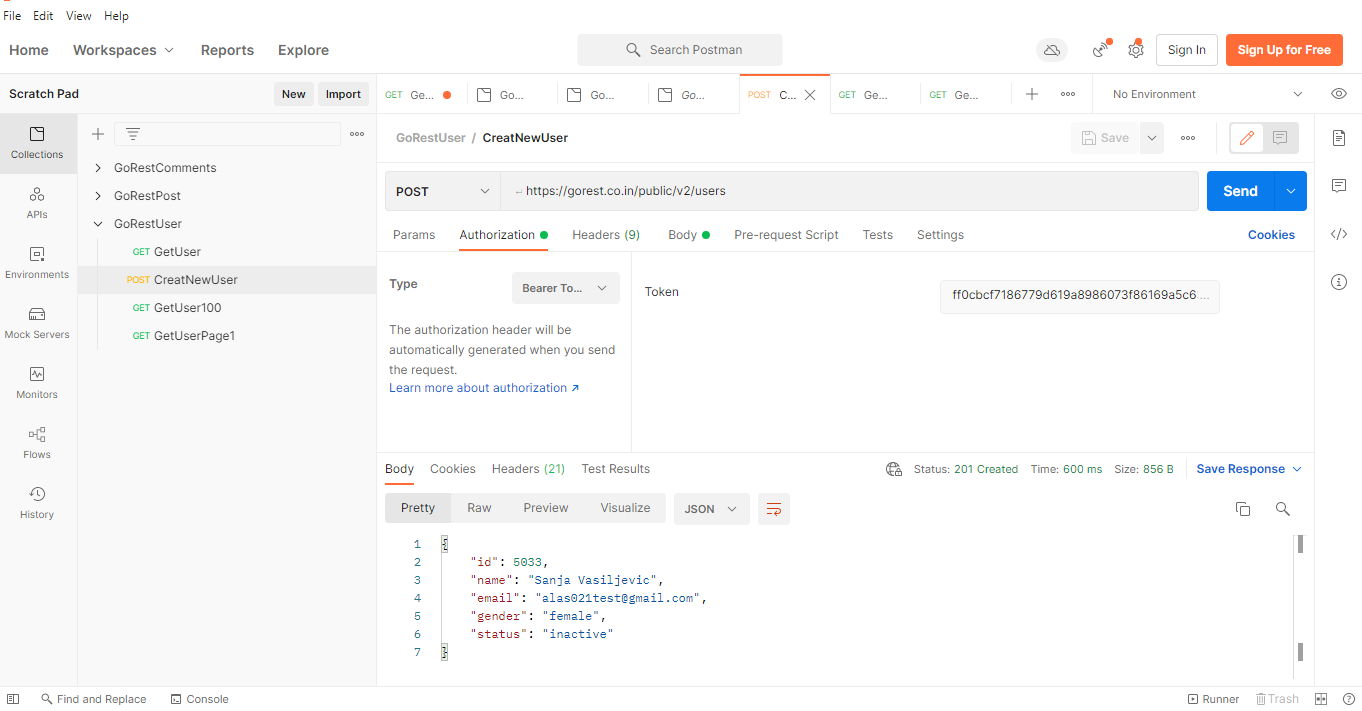 File Edit View Help
Home Workspaces Reports Explore Search Postman Sign In Sign Up for Free
Scratch Pad New Import
GET Ge... Go... Go... Go... POST C... GET Ge... GET Ge... No Environment
Collections
APIs
Environments
Mock Servers
Monitors
Flows
History
GoRestComments
GoRestPost
GoRestUser
GET GetUser
POST CreatNewUser
GET GetUser100
GET GetUserPage1
GoRestUser / CreatNewUser Save
POST https://gorest.co.in/public/v2/users Send
Params Authorization Headers (9) Body Pre-request Script Tests Settings Cookies
Type Bearer To...
The authorization header will be
automatically generated when you send
the request.
Learn more about authorization ↗
Token ff0cbcf7186779d619a8986073f86169a5c6...
Body Cookies Headers (21) Test Results Status: 201 Created Time: 600 ms Size: 856 B Save Response
Pretty Raw Preview Visualize JSON
1 {
2 "id": 5033,
3 "name": "Sanja Vasiljevic",
4 "email": "alas021test@gmail.com",
5 "gender": "female",
6 "status": "inactive"
7 }
Find and Replace Console Runner Trash